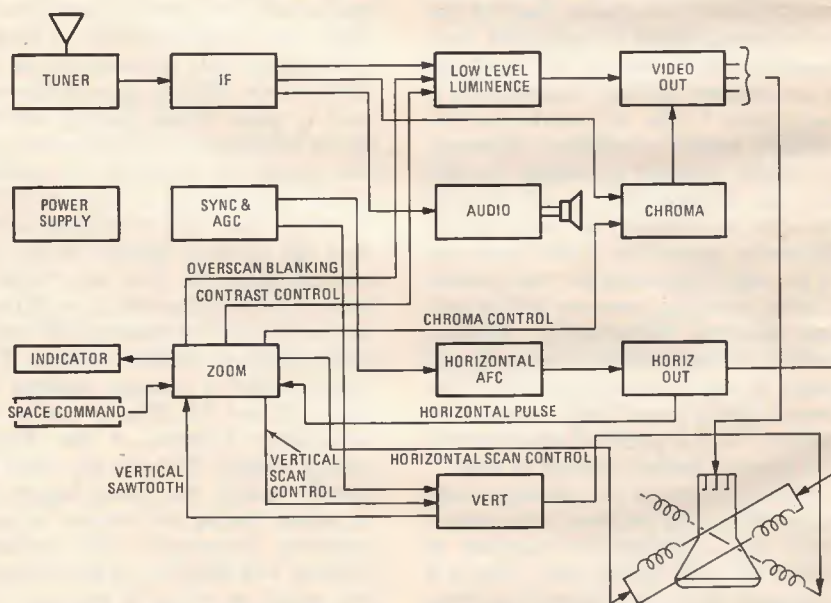 TUNER
IF
LOW LEVEL
LUMINENCE
VIDEO
OUT
POWER
SUPPLY
SYNC &
AGC
AUDIO
CHROMA
OVERSCAN BLANKING
CONTRAST CONTROL
CHROMA CONTROL
INDICATOR
ZOOM
HORIZONTAL
AFC
HORIZ
OUT
SPACE COMMAND
HORIZONTAL PULSE
VERTICAL
SAWTOOTH
VERTICAL
SCAN
CONTROL
HORIZONTAL SCAN CONTROL
VERT